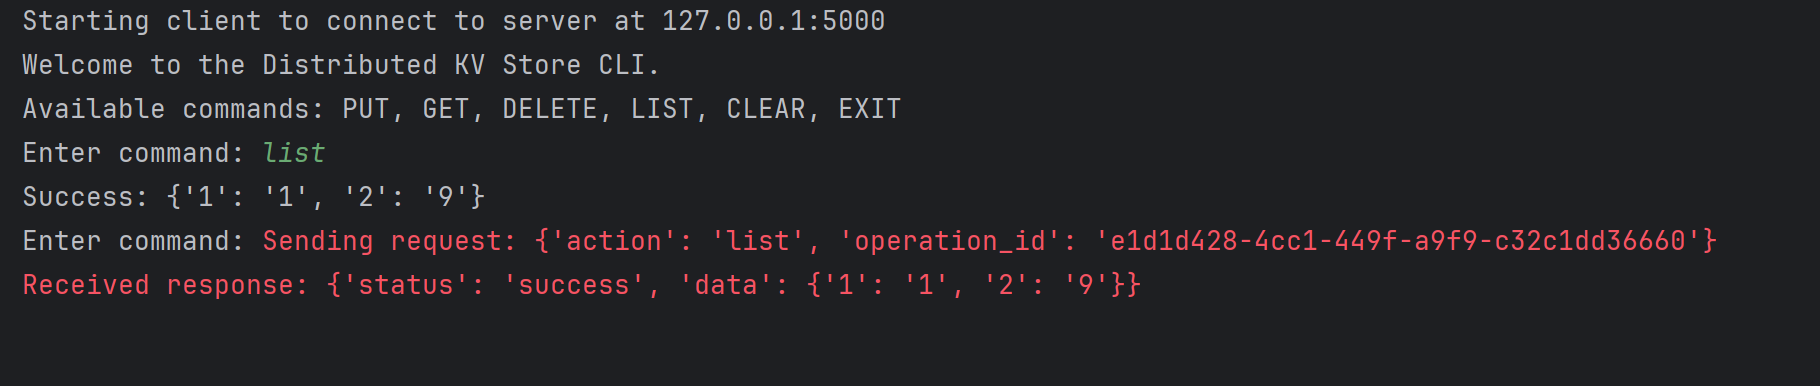 Starting client to connect to server at 127.0.0.1:5000
Welcome to the Distributed KV Store CLI.
Available commands: PUT, GET, DELETE, LIST, CLEAR, EXIT
Enter command: list
Success: {'1': '1', '2': '9'}
Enter command: Sending request: {'action': 'list', 'operation_id': 'e1d1d428-4cc1-449f-a9f9-c32c1dd36660'}
Received response: {'status': 'success', 'data': {'1': '1', '2': '9'}}